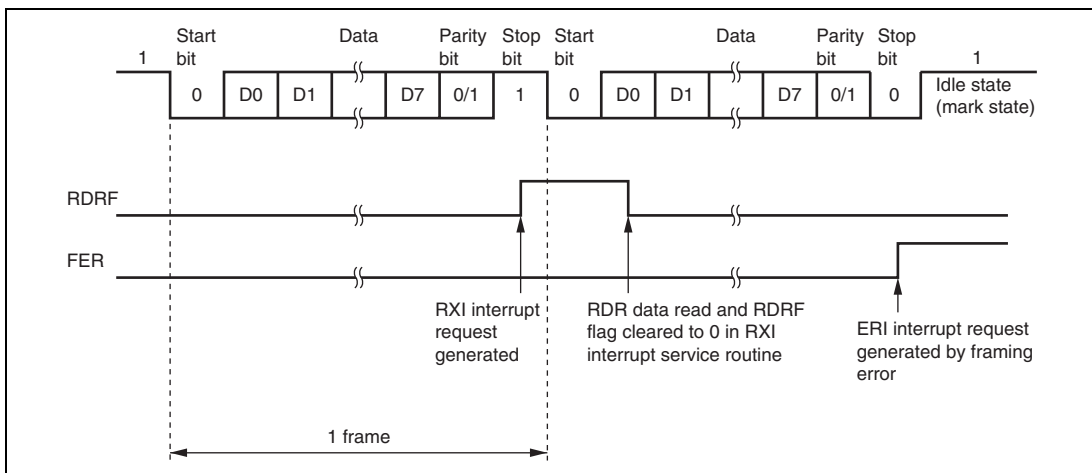 Start bit Data Parity bit Stop bit Start bit Data Parity bit Stop bit
1 1
0 D0 D1 D7 0/1 1 0 D0 D1 D7 0/1 0
Idle state
(mark state)
RDRF
FER
RXI interrupt
request
generated
RDR data read and RDRF
flag cleared to 0 in RXI
interrupt service routine
ERI interrupt request
generated by framing
error
1 frame